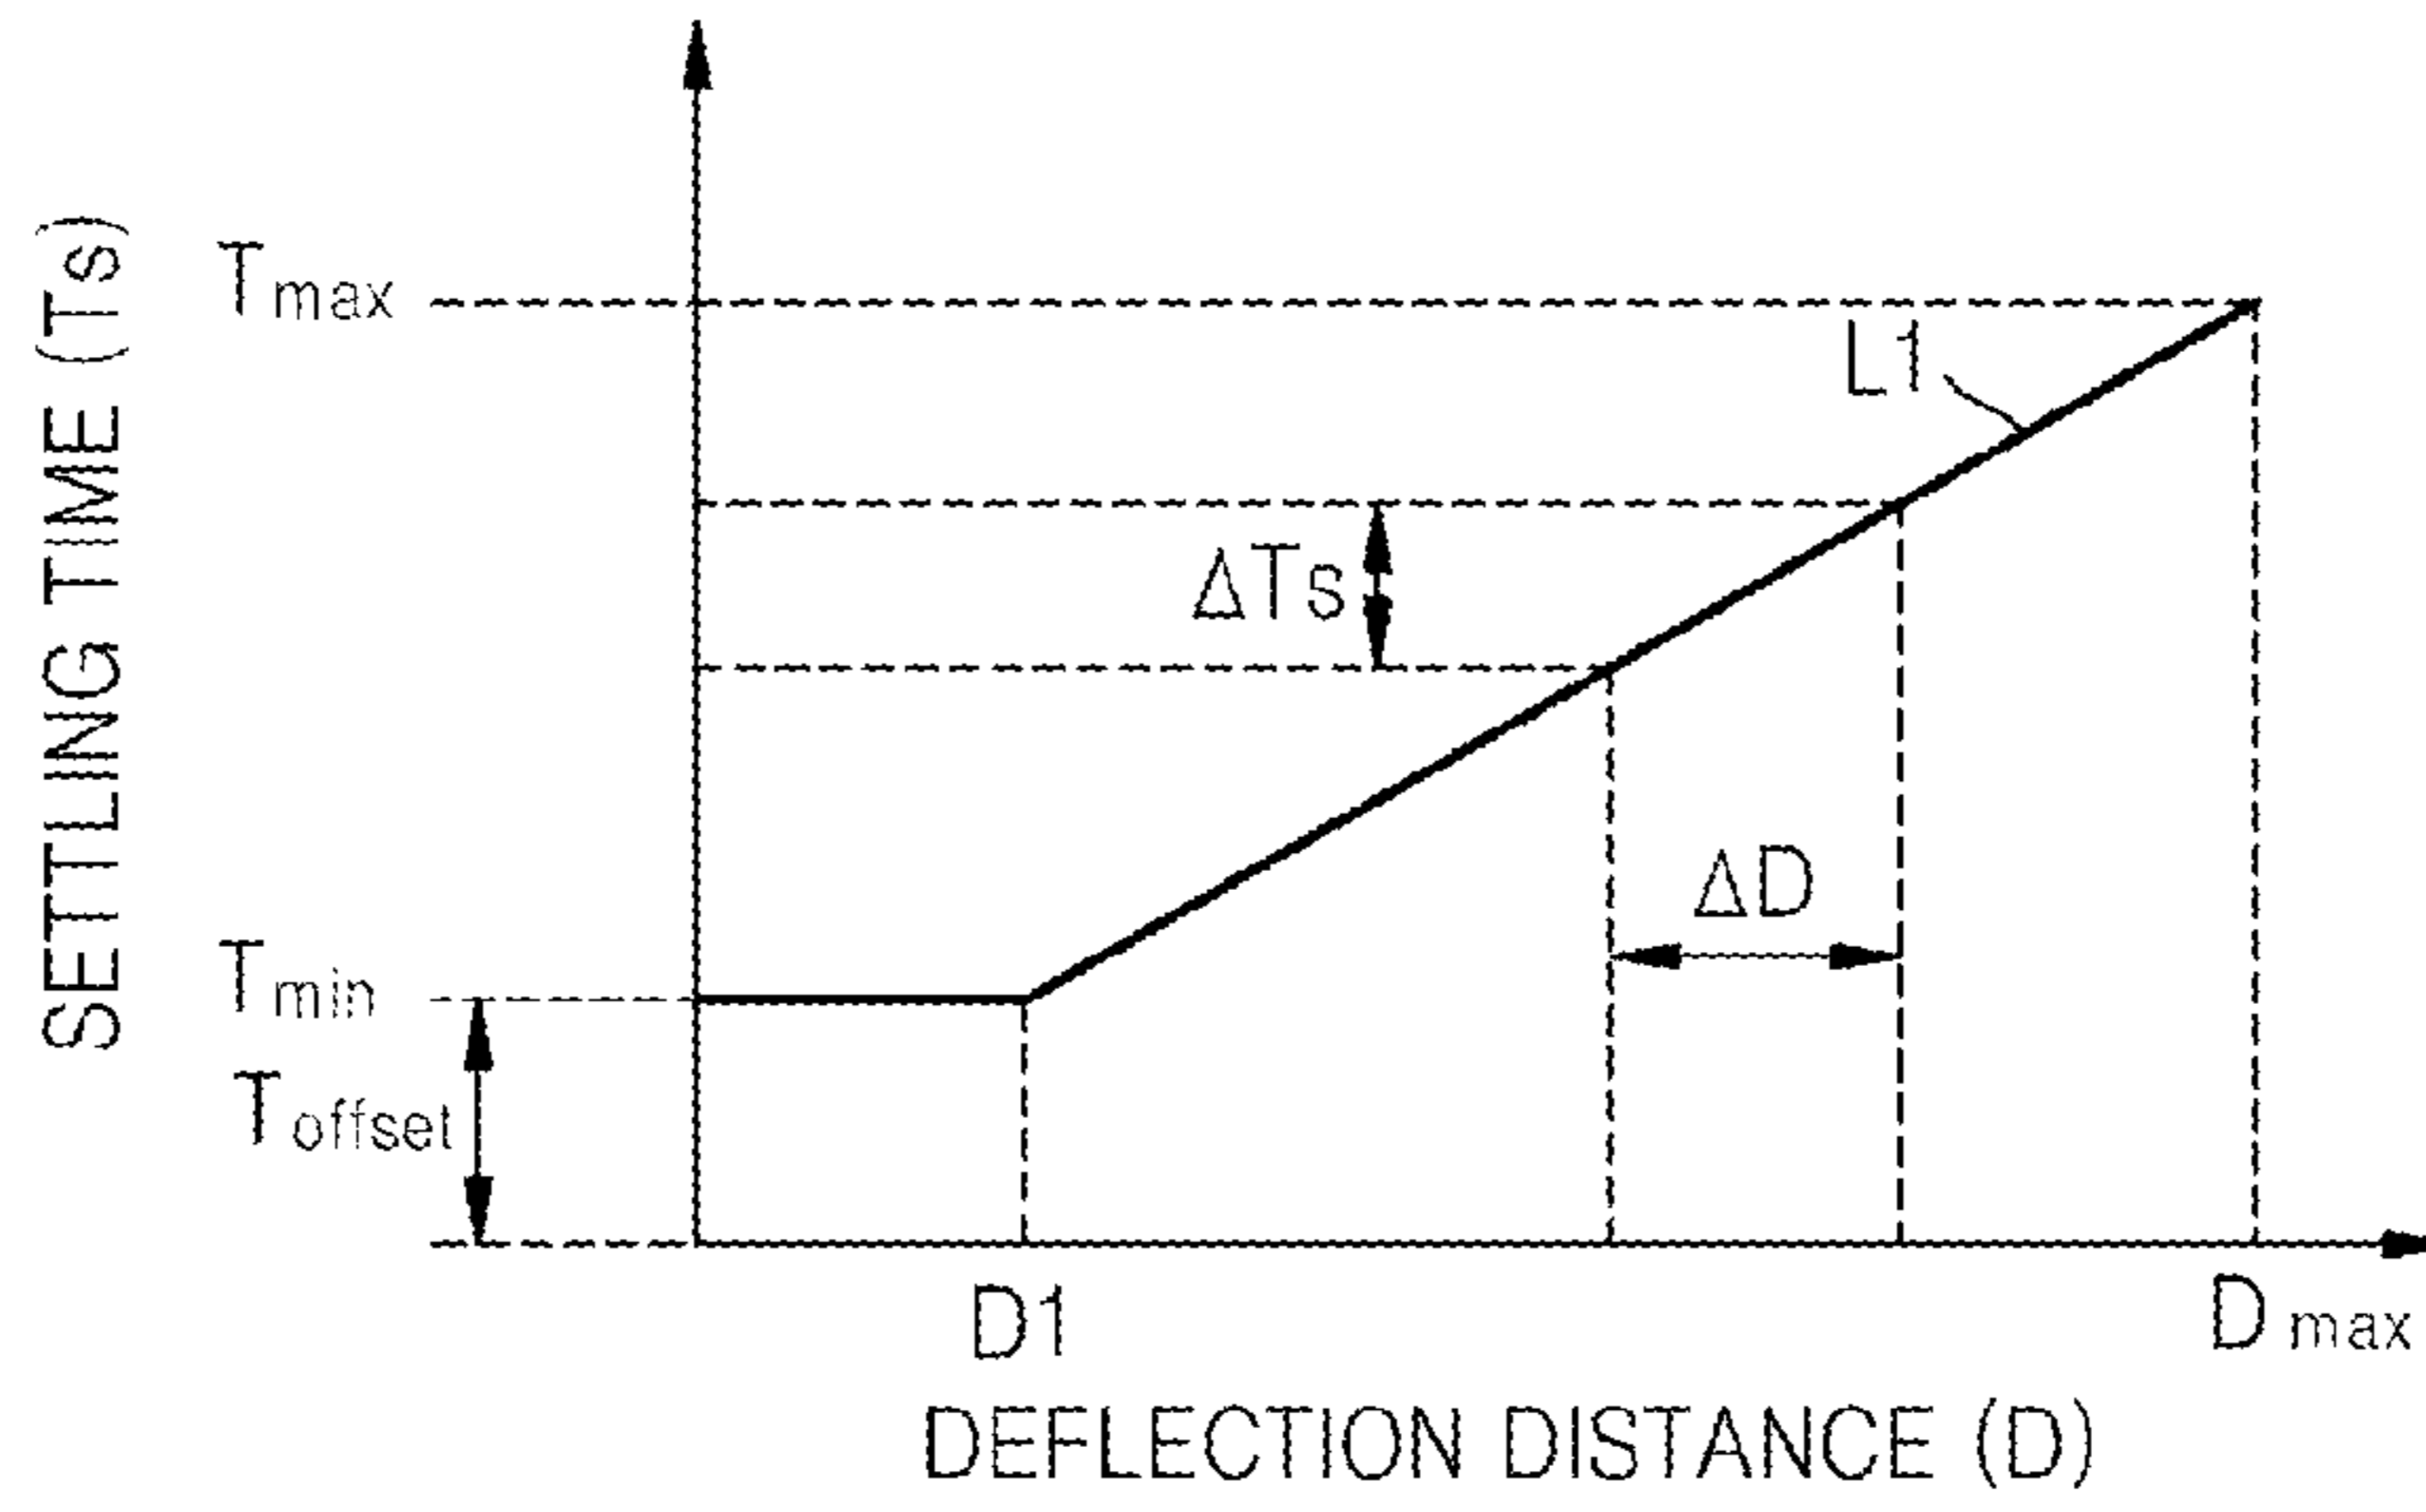 SETTLING TIME (Ts)
Tmax
L1
ΔTs
ΔD
Tmin
Toffset
D1
Dmax
DEFLECTION DISTANCE (D)